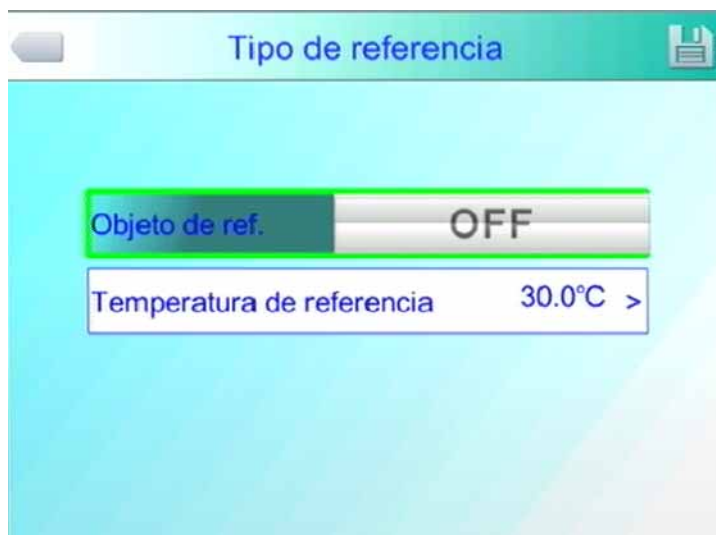 Tipo de referencia
Objeto de ref. OFF
Temperatura de referencia 30.0°C >